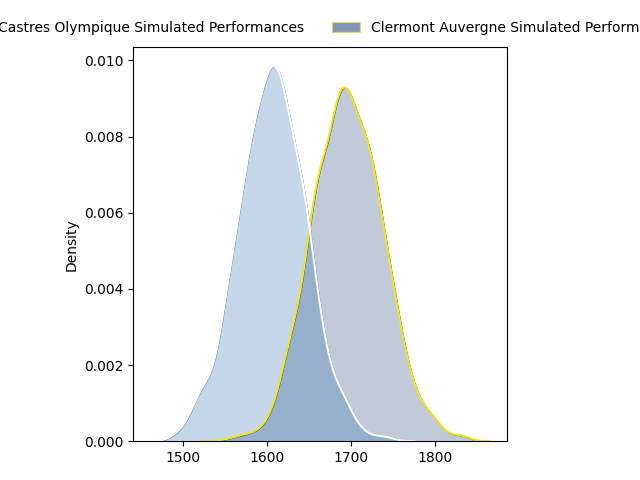 Castres Olympique Simulated Performances
Clermont Auvergne Simulated Perform
0.010
0.008
0.006
0.004
0.002
0.000
Density
1500 1600 1700 1800